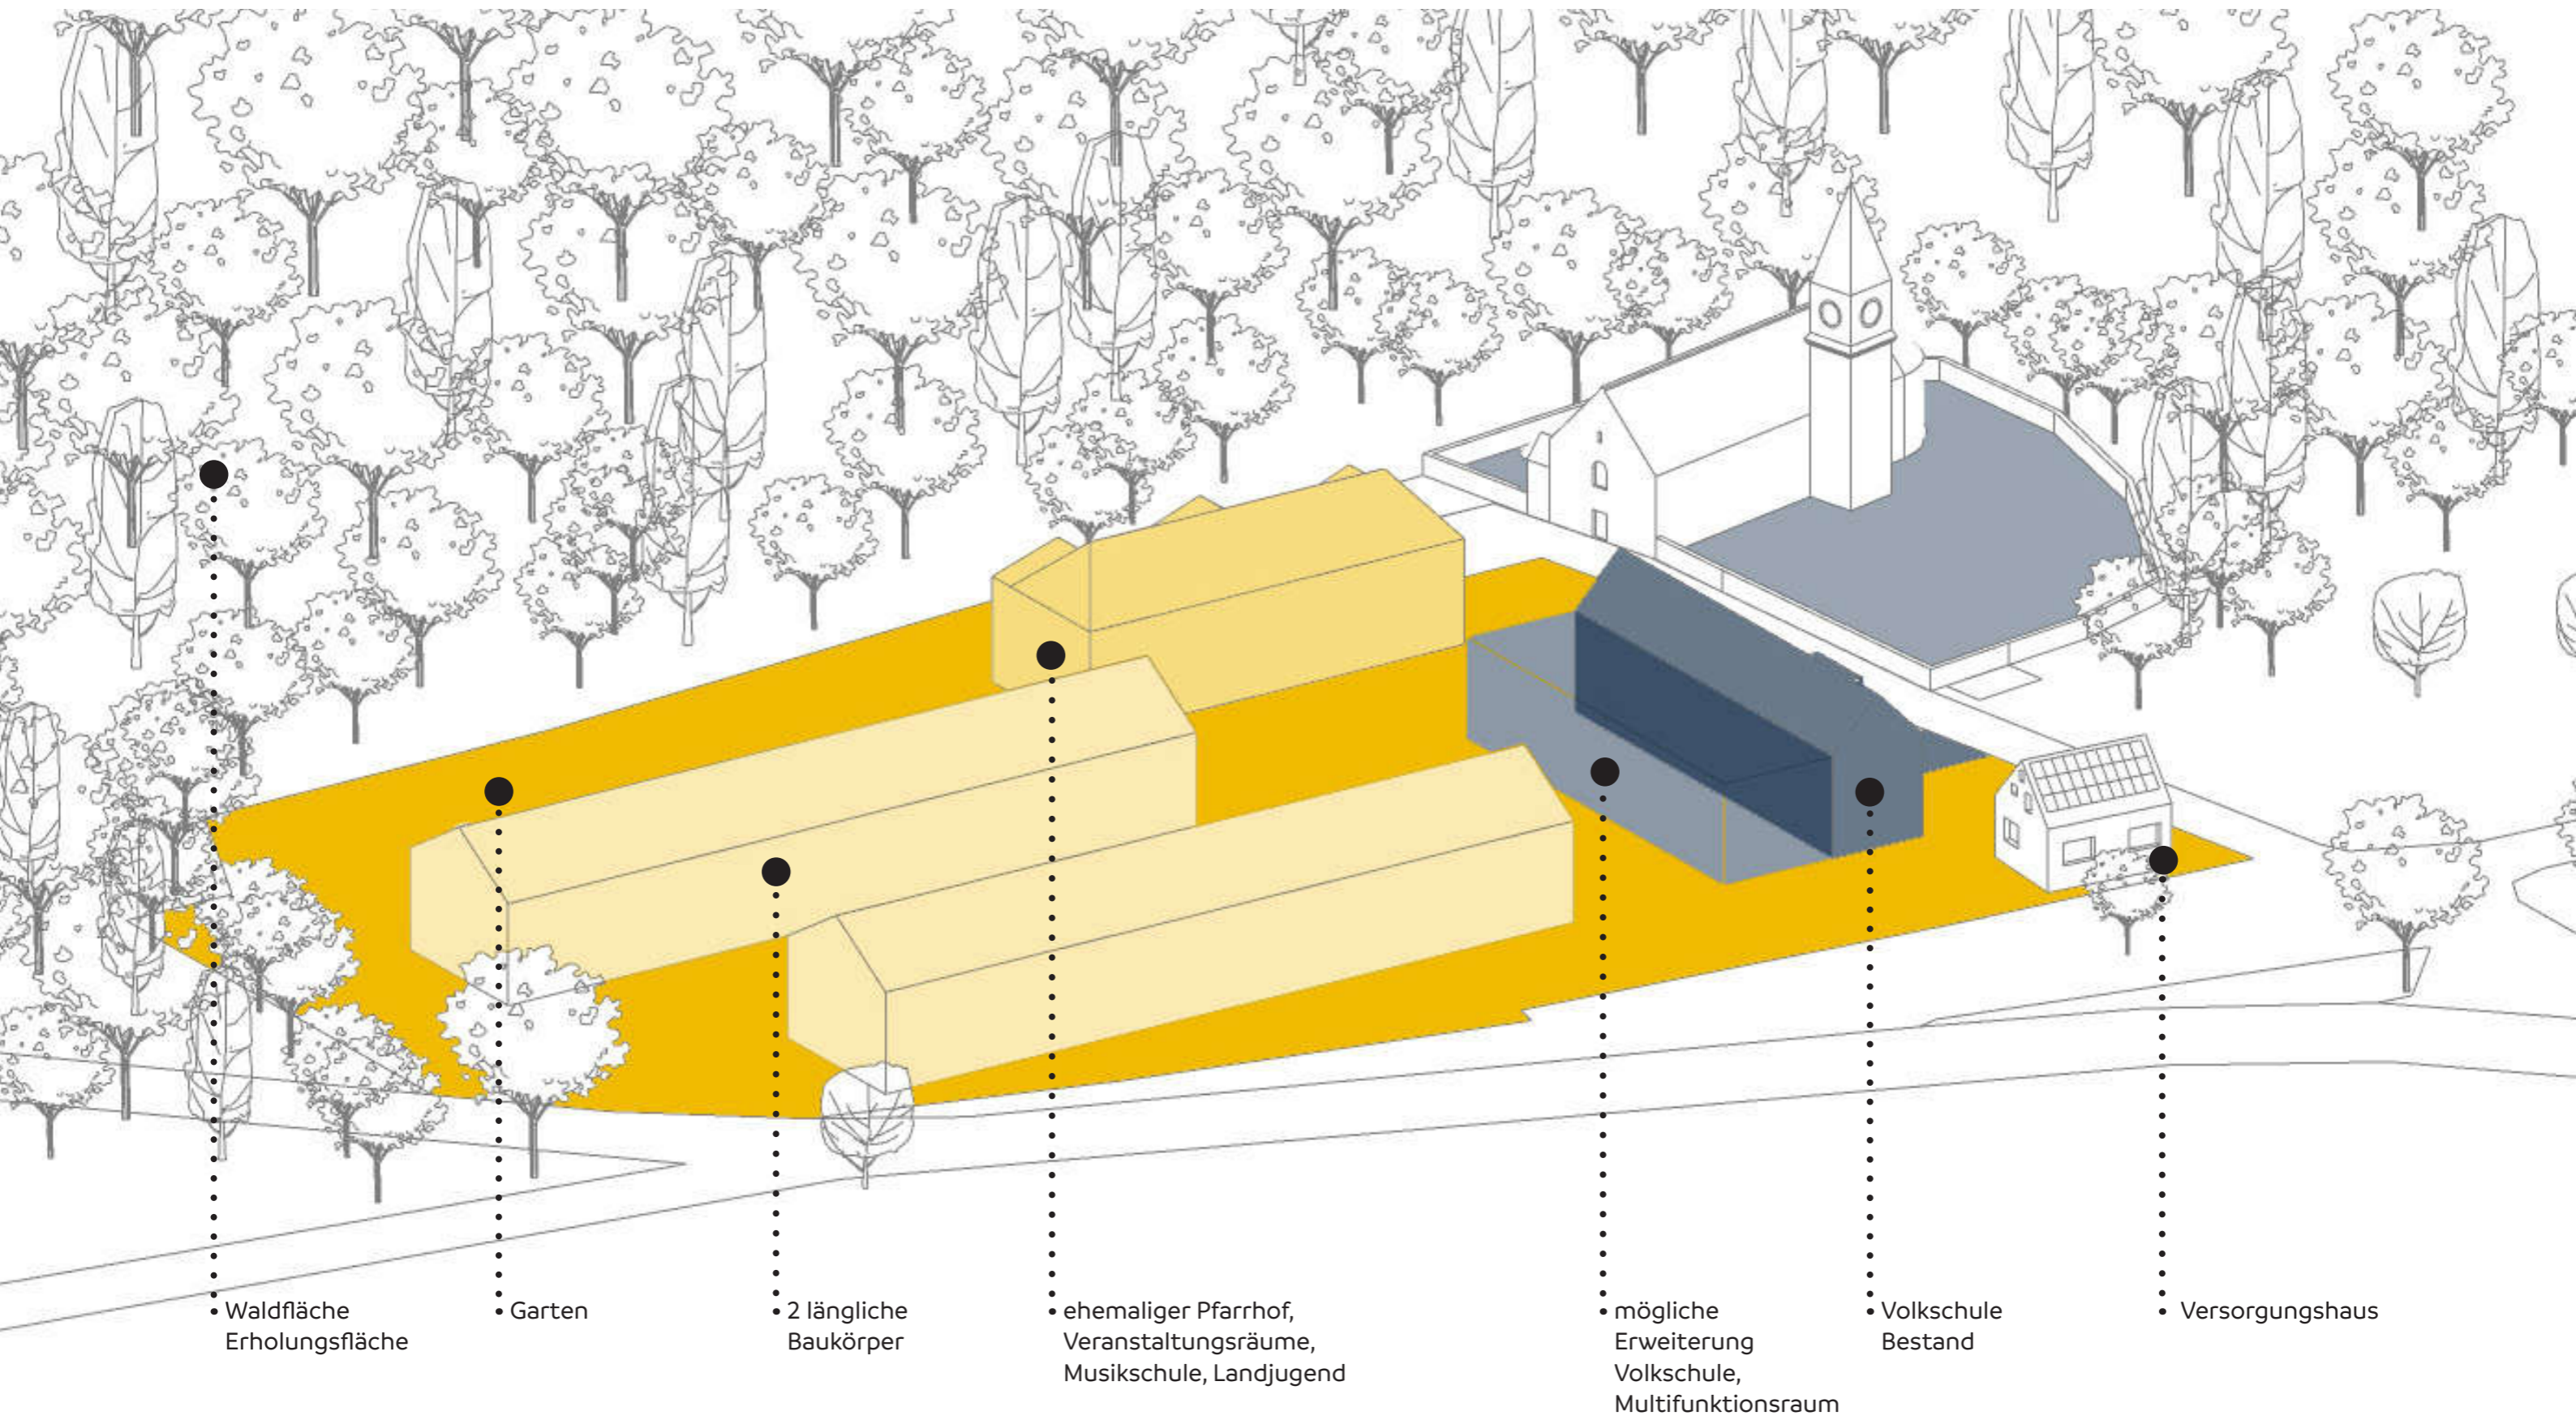 Waldfläche
Erholungsfläche
Garten
2 längliche
Baukörper
ehemaliger Pfarrhof,
Veranstaltungsräume,
Musikschule, Landjugend
mögliche
Erweiterung
Volkschule,
Multifunktionsraum
Volkschule
Bestand
Versorgungshaus